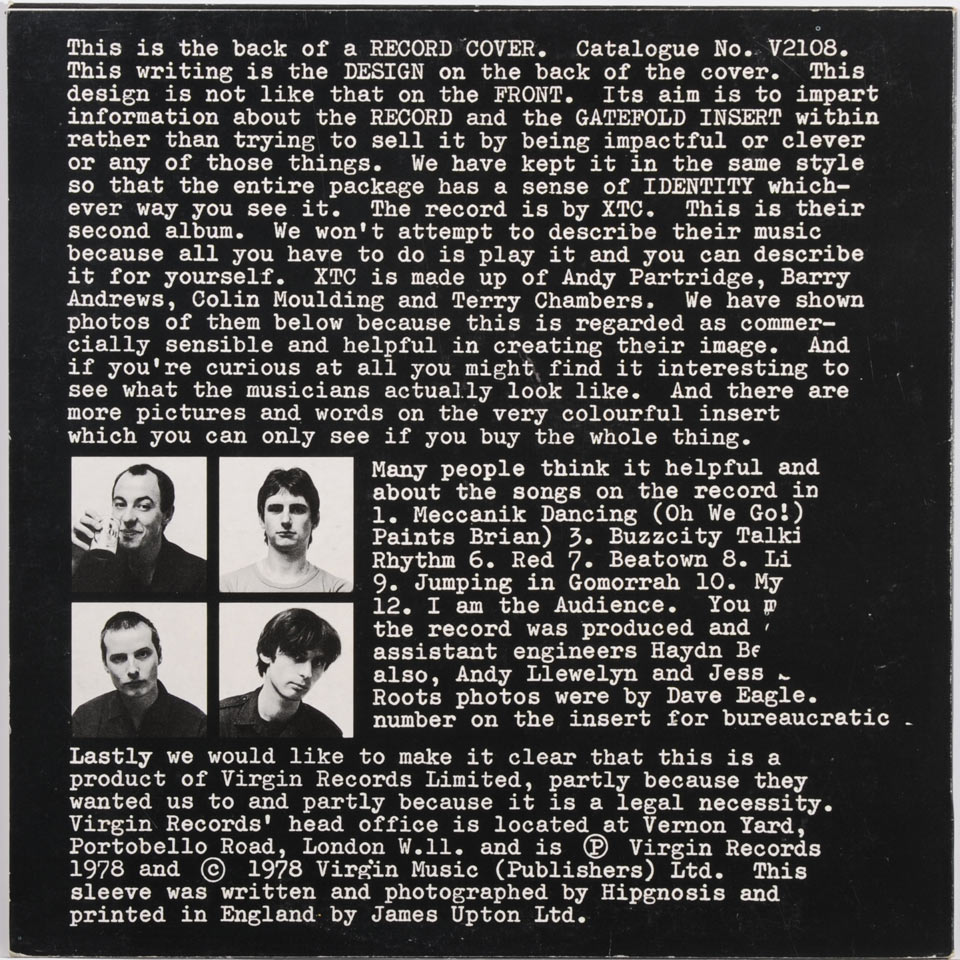 This is the back of a RECORD COVER.  Catalogue No. V2108.
This writing is the DESIGN on the back of the cover.  This
design is not like that on the FRONT.  Its aim is to impart
information about the RECORD and the GATEFOLD INSERT within
rather than trying to sell it by being impactful or clever
or any of those things.  We have kept it in the same style
so that the entire package has a sense of IDENTITY which-
ever way you see it.  The record is by XTC.  This is their
second album.  We won't attempt to describe their music
because all you have to do is play it and you can describe
it for yourself.  XTC is made up of Andy Partridge, Barry
Andrews, Colin Moulding and Terry Chambers.  We have shown
photos of them below because this is regarded as commer-
cially sensible and helpful in creating their image.  And
if you're curious at all you might find it interesting to
see what the musicians actually look like.  And there are
more pictures and words on the very colourful insert
which you can only see if you buy the whole thing.
Many people think it helpful and
about the songs on the record in
1. Meccanik Dancing (Oh We Go!)
Paints Brian) 3. Buzzcity Talki
Rhythm 6. Red 7. Beatown 8. Li
9. Jumping in Gomorrah 10. My
12. I am the Audience.  You
the record was produced and
assistant engineers Haydn Be
also, Andy Llewelyn and Jess
Roots photos were by Dave Eagle.
number on the insert for bureaucratic
Lastly we would like to make it clear that this is a
product of Virgin Records Limited, partly because they
wanted us to and partly because it is a legal necessity.
Virgin Records' head office is located at Vernon Yard,
Portobello Road, London W.11. and is Ⓟ Virgin Records
1978 and © 1978 Virgin Music (Publishers) Ltd.  This
sleeve was written and photographed by Hipgnosis and
printed in England by James Upton Ltd.